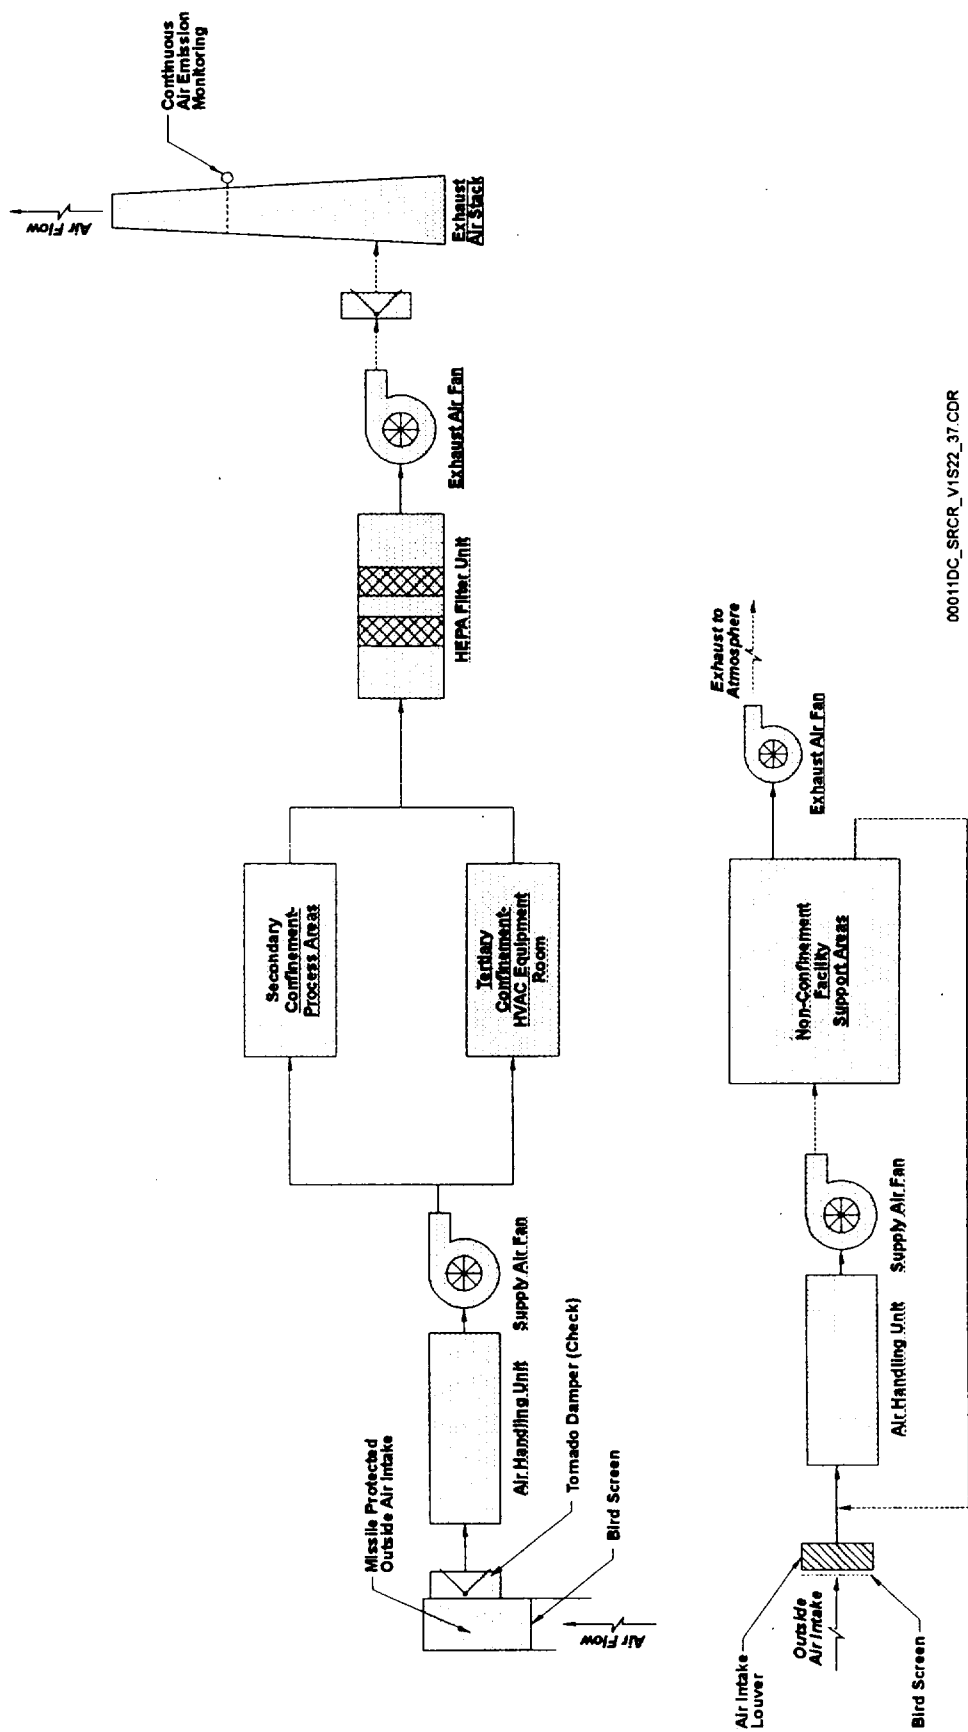 Missile Protected
Outside Air Intake
Air Flow
Bird Screen
Tornado Damper (Check)
Air Handling Unit
Supply Air Fan
Secondary
Confinement-
Process Areas
Tertiary
Confinement-
HVAC Equipment
Room
HEPA Filter Unit
Exhaust Air Fan
Exhaust
Air Stack
Air Flow
Continuous
Air Emission
Monitoring
Air Intake
Louver
Outside
Air Intake
Bird Screen
Air Handling Unit
Supply Air Fan
Non-Confinement
Facility
Support Areas
Exhaust Air Fan
Exhaust to
Atmosphere
00011DC_SRCR_V1S22_37.CDR